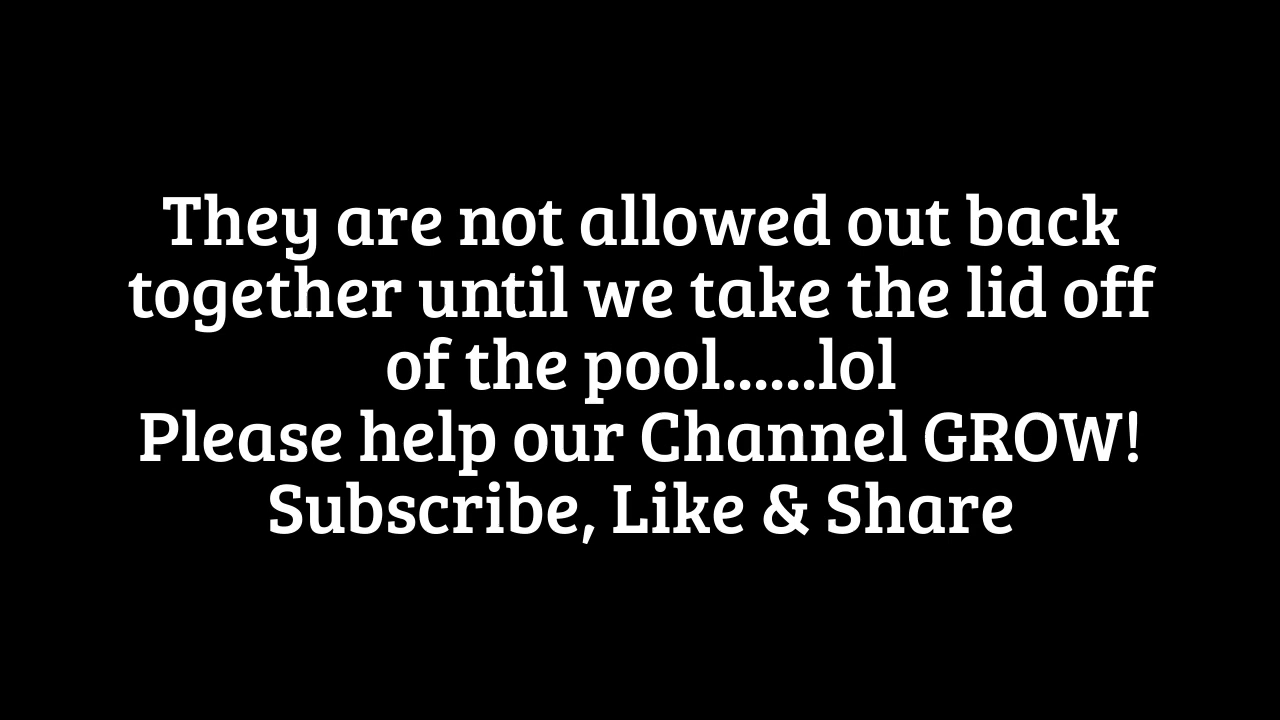 They are not allowed out back
together until we take the lid off
of the pool......lol
Please help our Channel GROW!
Subscribe, Like & Share